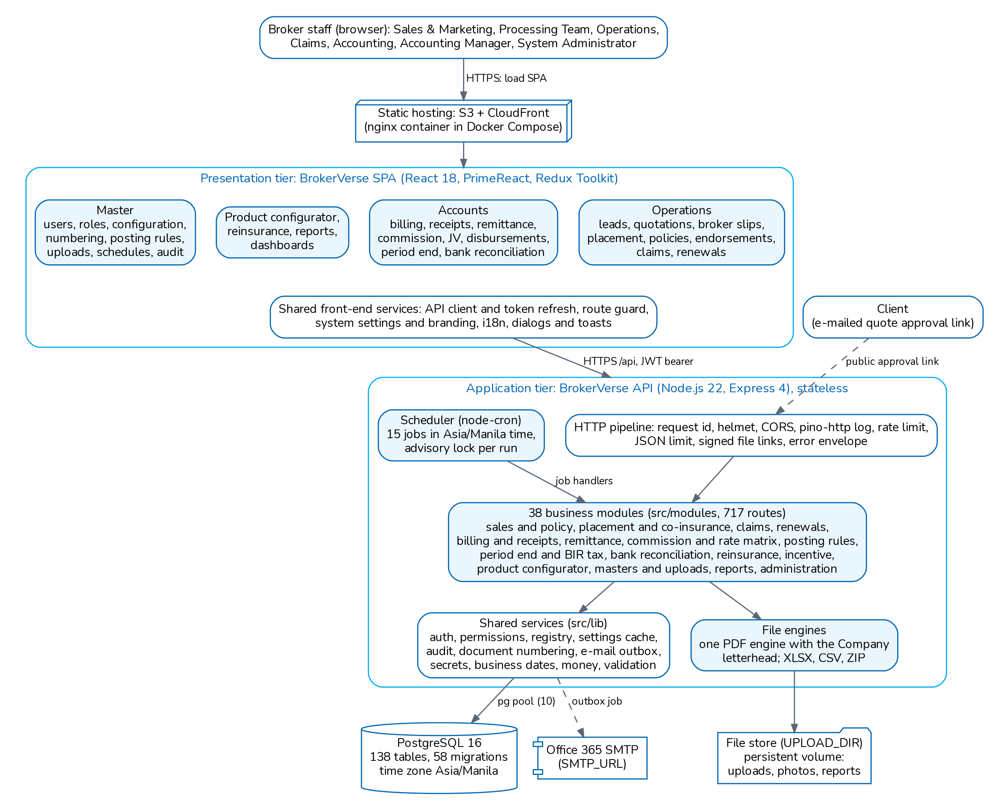 Broker staff (browser): Sales & Marketing, Processing Team, Operations,
Claims, Accounting, Accounting Manager, System Administrator
HTTPS: load SPA
Static hosting: S3 + CloudFront
(nginx container in Docker Compose)
Presentation tier: BrokerVerse SPA (React 18, PrimeReact, Redux Toolkit)
Master
users, roles, configuration,
numbering, posting rules,
uploads, schedules, audit
Product configurator,
reinsurance, reports,
dashboards
Accounts
billing, receipts, remittance,
commission, JV, disbursements,
period end, bank reconciliation
Operations
leads, quotations, broker slips,
placement, policies, endorsements,
claims, renewals
Shared front-end services: API client and token refresh, route guard,
system settings and branding, i18n, dialogs and toasts
Client
(e-mailed quote approval link)
HTTPS /api, JWT bearer
public approval link
Application tier: BrokerVerse API (Node.js 22, Express 4), stateless
Scheduler (node-cron)
15 jobs in Asia/Manila time,
advisory lock per run
HTTP pipeline: request id, helmet, CORS, pino-http log, rate limit,
JSON limit, signed file links, error envelope
job handlers
38 business modules (src/modules, 717 routes)
sales and policy, placement and co-insurance, claims, renewals,
billing and receipts, remittance, commission and rate matrix, posting rules,
period end and BIR tax, bank reconciliation, reinsurance, incentive,
product configurator, masters and uploads, reports, administration
Shared services (src/lib)
auth, permissions, registry, settings cache,
audit, document numbering, e-mail outbox,
secrets, business dates, money, validation
File engines
one PDF engine with the Company
letterhead; XLSX, CSV, ZIP
pg pool (10)
outbox job
PostgreSQL 16
138 tables, 58 migrations
time zone Asia/Manila
Office 365 SMTP
(SMTP_URL)
File store (UPLOAD_DIR)
persistent volume:
uploads, photos, reports